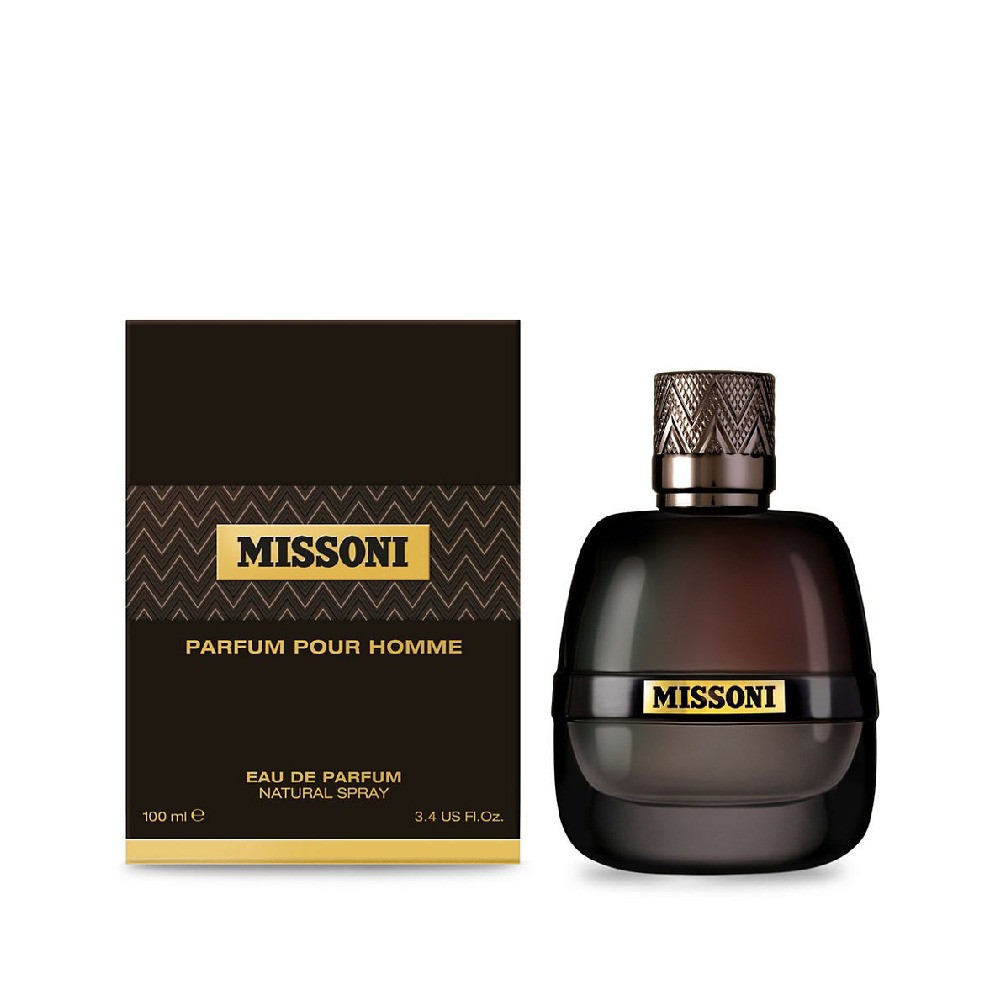 MISSONI
PARFUM POUR HOMME
EAU DE PARFUM
NATURAL SPRAY
100 ml ℮
3.4 US Fl.Oz.
MISSONI